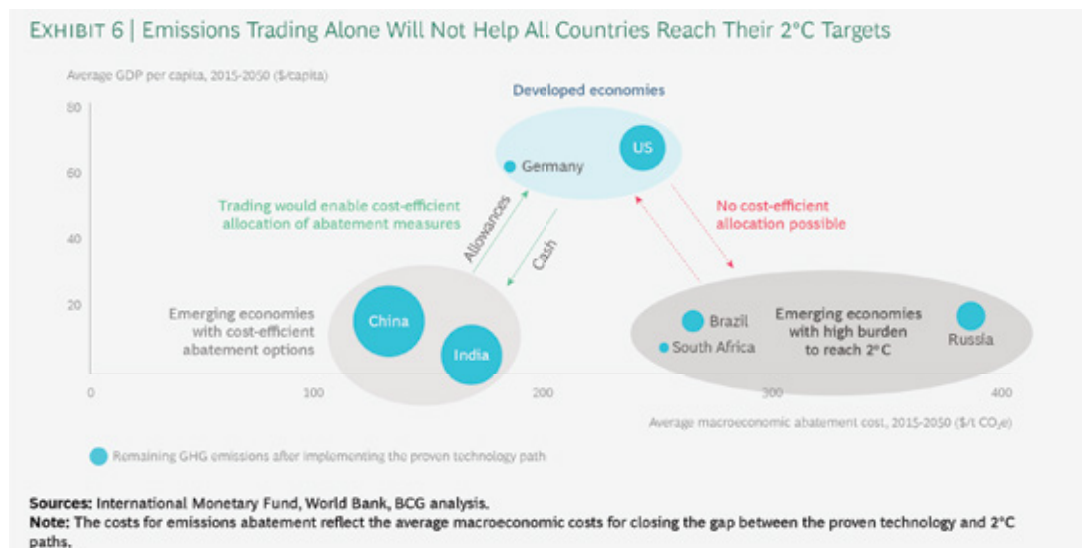 EXHIBIT 6 | Emissions Trading Alone Will Not Help All Countries Reach Their 2°C Targets
Average GDP per capita, 2015-2050 ($/capita)
Developed economies
80
US
Germany
60
Trading would enable cost-efficient
allocation of abatement measures
Allowances
Cash
No cost-efficient
allocation possible
40
20
Emerging economies
with cost-efficient
abatement options
China
India
Brazil
South Africa
Emerging economies
with high burden
to reach 2°C
Russia
0
100
200
300
400
Average macroeconomic abatement cost, 2015-2050 ($/t CO₂e)
Remaining GHG emissions after implementing the proven technology path
Sources: International Monetary Fund, World Bank, BCG analysis.
Note: The costs for emissions abatement reflect the average macroeconomic costs for closing the gap between the proven technology and 2°C
paths.